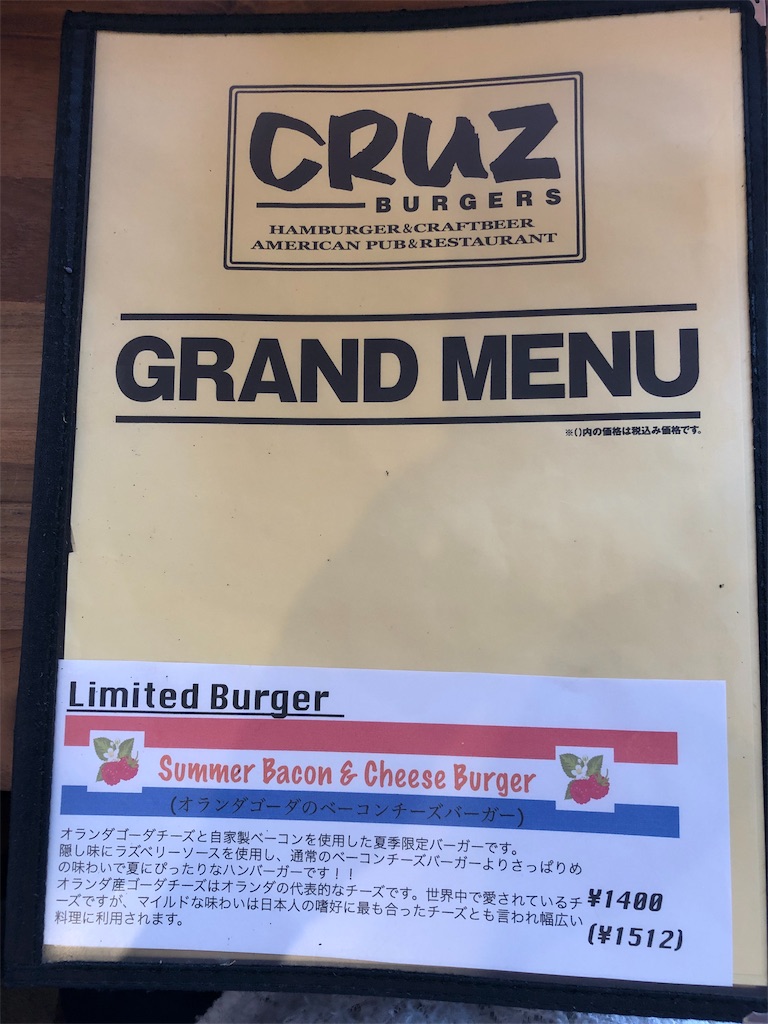 CRUZ
BURGERS
HAMBURGER&CRAFTBEER
AMERICAN PUB&RESTAURANT
GRAND MENU
※()内の価格は税込み価格です。
Limited Burger
Summer Bacon & Cheese Burger
(オランダゴーダのベーコンチーズバーガー)
オランダゴーダチーズと自家製ベーコンを使用した夏季限定バーガーです。
隠し味にラズベリーソースを使用し、通常のベーコンチーズバーガーよりさっぱりめ
の味わいで夏にぴったりなハンバーガーです！！
オランダ産ゴーダチーズはオランダの代表的なチーズです。世界中で愛されているチ
ーズですが、マイルドな味わいは日本人の嗜好に最も合ったチーズとも言われ幅広い
料理に利用されます。
¥1400
(¥1512)